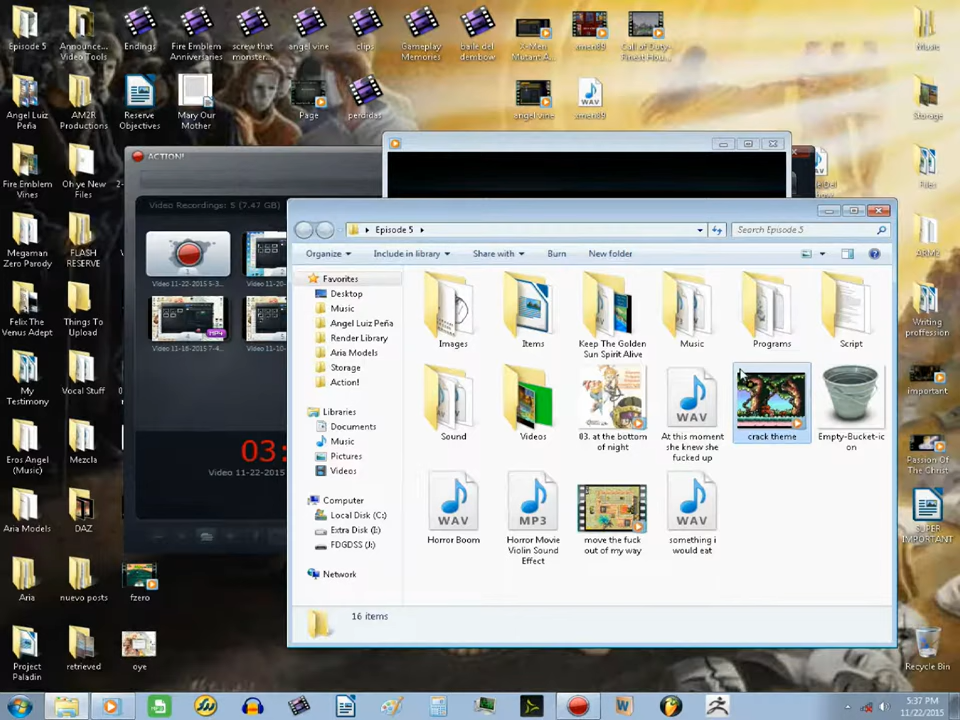 Episode 5
Announce...
Video Tools
Endings
Fire Emblem
Anniversaries
screw that
monster...
angel vine
clips
Gameplay
Memories
baile del
dembow
X-Men
Mutant A...
xmen89
Call of Duty-
Finest Hou...
Music
Angel Luiz
Peña
AM2R
Productions
Reserve
Objectives
Mary Our
Mother
Page
perdidas
angel vine
WAV
xmen89
Storage
ACTION!
Fire Emblem
Vines
Oh ye New
Files
Files
Video Recordings: 5 (7.47 GB)
Episode 5
Search Episode 5
Organize
Include in library
Share with
Burn
New folder
Megaman
Zero Parody
FLASH
RESERVE
ARMs
Video 11-22-2015 5-3...
Video 11-16-2015 7-4...
MP4
Favorites
Desktop
Music
Angel Luiz Peña
Render Library
Aria Models
Storage
Action!
Libraries
Documents
Music
Pictures
Videos
Computer
Local Disk (C:)
Extra Disk (I:)
FDGDSS (J:)
Network
Images
Items
Keep The Golden
Sun Spirit Alive
Music
Programs
Script
Sound
Videos
03. at the bottom
of night
WAV
At this moment
she knew she
fucked up
crack theme
Empty-Bucket-ic
on
WAV
Horror Boom
MP3
Horror Movie
Violin Sound
Effect
move the fuck
out of my way
WAV
something i
would eat
16 items
Felix The
Venus Adept
Things To
Upload
Writing
proffession
My
Testimony
Vocal Stuff
important
Eros Angel
(Music)
Mezcla
03:
Video 11-22-2015
Passion Of
The Christ
Aria Models
DAZ
SUPER
IMPORTANT
Aria
nuevo posts
fzero
Project
Paladin
retrieved
oye
Recycle Bin
5:37 PM
11/22/2015